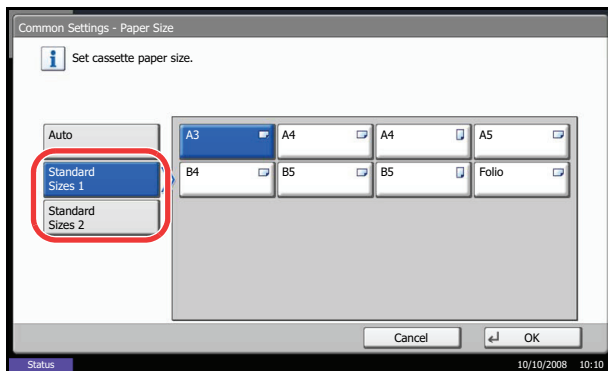 Common Settings - Paper Size
i Set cassette paper size.
Auto
Standard
Sizes 1
Standard
Sizes 2
A3 A4 A4 A5
B4 B5 B5 Folio
Cancel OK
Status 10/10/2008 10:10